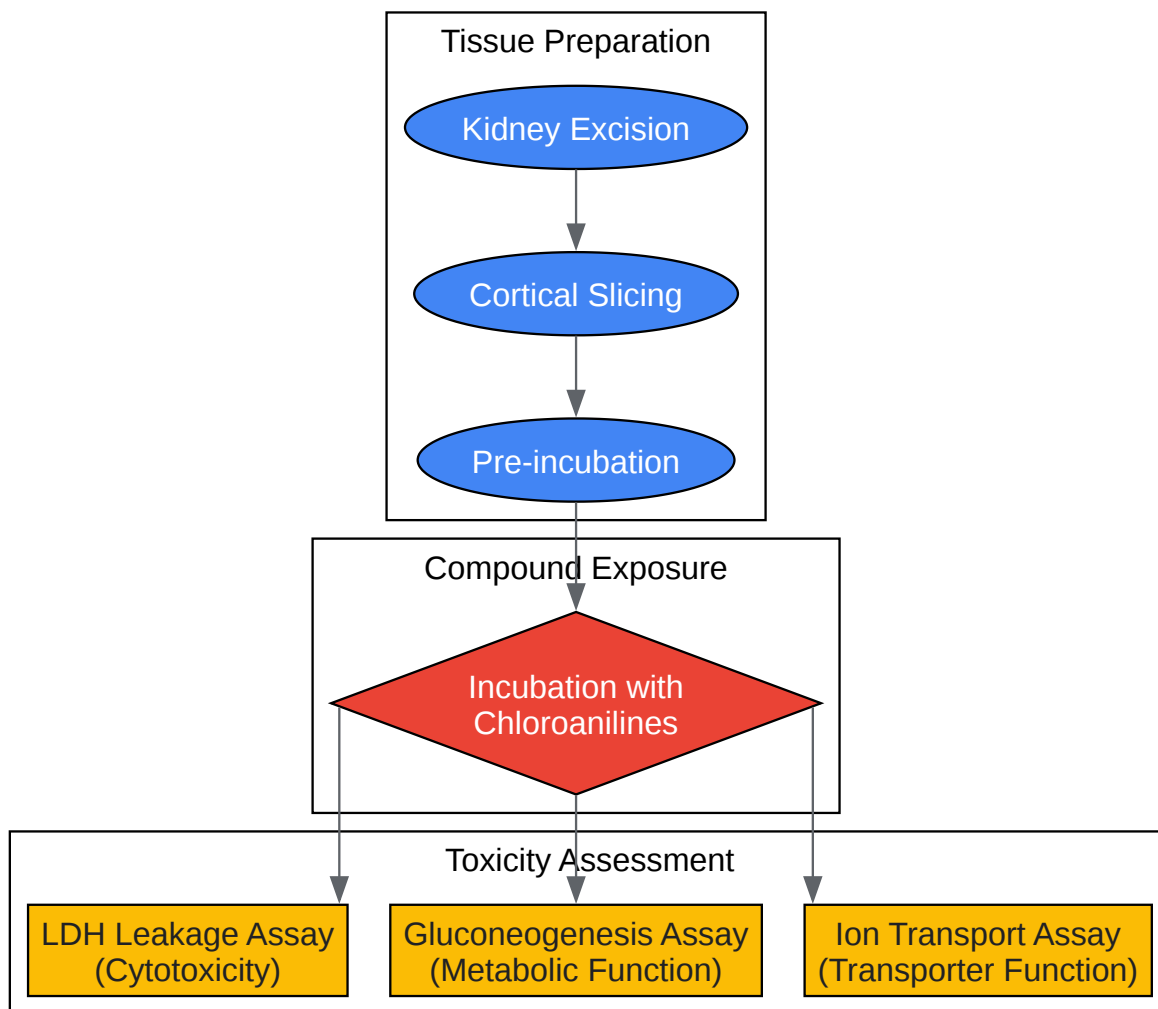 Tissue Preparation
Kidney Excision
Cortical Slicing
Pre-incubation
Compound Exposure
Incubation with
Chloroanilines
Toxicity Assessment
LDH Leakage Assay
(Cytotoxicity)
Gluconeogenesis Assay
(Metabolic Function)
Ion Transport Assay
(Transporter Function)